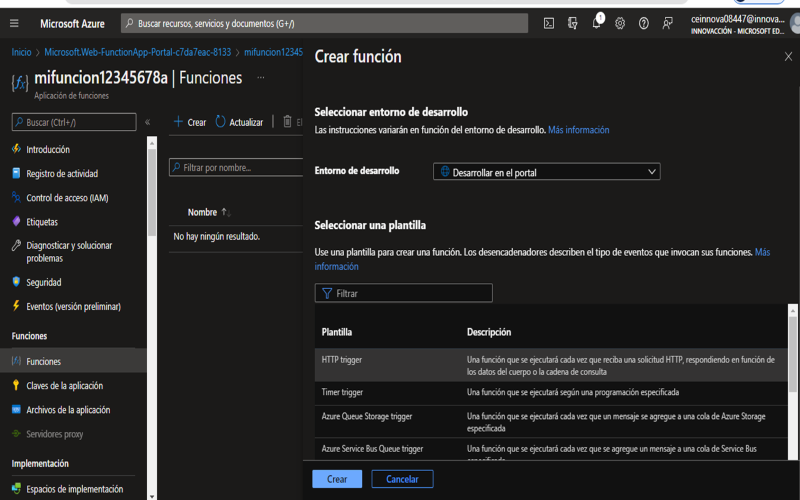 Microsoft Azure
Buscar recursos, servicios y documentos (G+/)
1
ceinnova08447@innova...
INNOVACCIÓN - MICROSOFT ED...
Inicio > Microsoft.Web-FunctionApp-Portal-c7da7eac-8133 > mifuncion12345
mifuncion12345678a | Funciones ...
Aplicación de funciones
Buscar (Ctrl+/)
«
Introducción
Registro de actividad
Control de acceso (IAM)
Etiquetas
Diagnosticar y solucionar
problemas
Seguridad
Eventos (versión preliminar)
Funciones
Funciones
Claves de la aplicación
Archivos de la aplicación
Servidores proxy
Implementación
Espacios de implementación
Crear
Actualizar
Filtrar por nombre...
Nombre ↑
No hay ningún resultado.
Crear función
Seleccionar entorno de desarrollo
Las instrucciones variarán en función del entorno de desarrollo. Más información
Entorno de desarrollo
Desarrollar en el portal
Seleccionar una plantilla
Use una plantilla para crear una función. Los desencadenadores describen el tipo de eventos que invocan sus funciones. Más
información
Filtrar
Plantilla Descripción
HTTP trigger Una función que se ejecutará cada vez que reciba una solicitud HTTP, respondiendo en función de
los datos del cuerpo o la cadena de consulta
Timer trigger Una función que se ejecutará según una programación especificada
Azure Queue Storage trigger Una función que se ejecutará cada vez que un mensaje se agregue a una cola de Azure Storage
especificada
Azure Service Bus Queue trigger Una función que se ejecutará cada vez que se agregue un mensaje a una cola de Service Bus
Crear
Cancelar